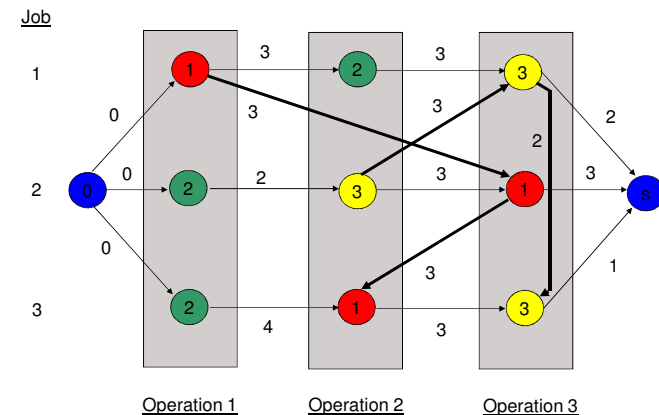 Job
1 1 3 2 3 3
0 3 3 2 2
2 0 0 2 2 3 3 1 3 s
0 3 1
3 2 4 1 3 3
Operation 1 Operation 2 Operation 3